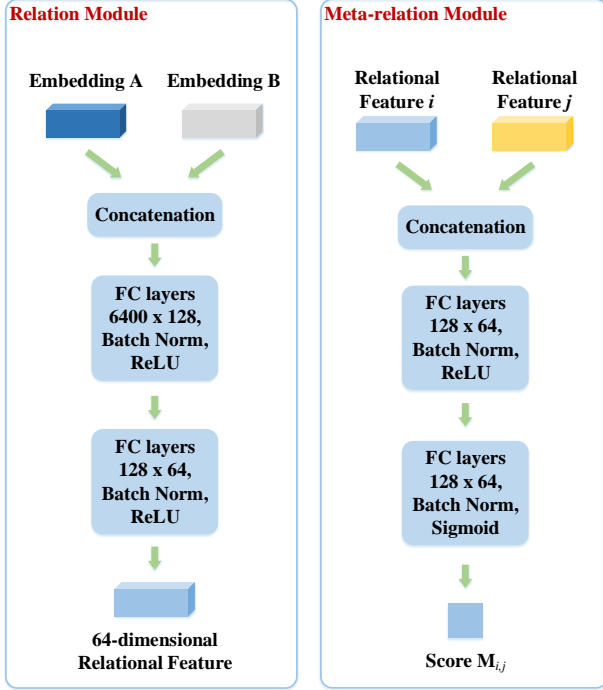 Relation Module
Embedding A
Embedding B
Concatenation
FC layers
6400 x 128,
Batch Norm,
ReLU
FC layers
128 x 64,
Batch Norm,
ReLU
64-dimensional
Relational Feature
Meta-relation Module
Relational
Feature i
Relational
Feature j
Concatenation
FC layers
128 x 64,
Batch Norm,
ReLU
FC layers
128 x 64,
Batch Norm,
Sigmoid
Score M i,j